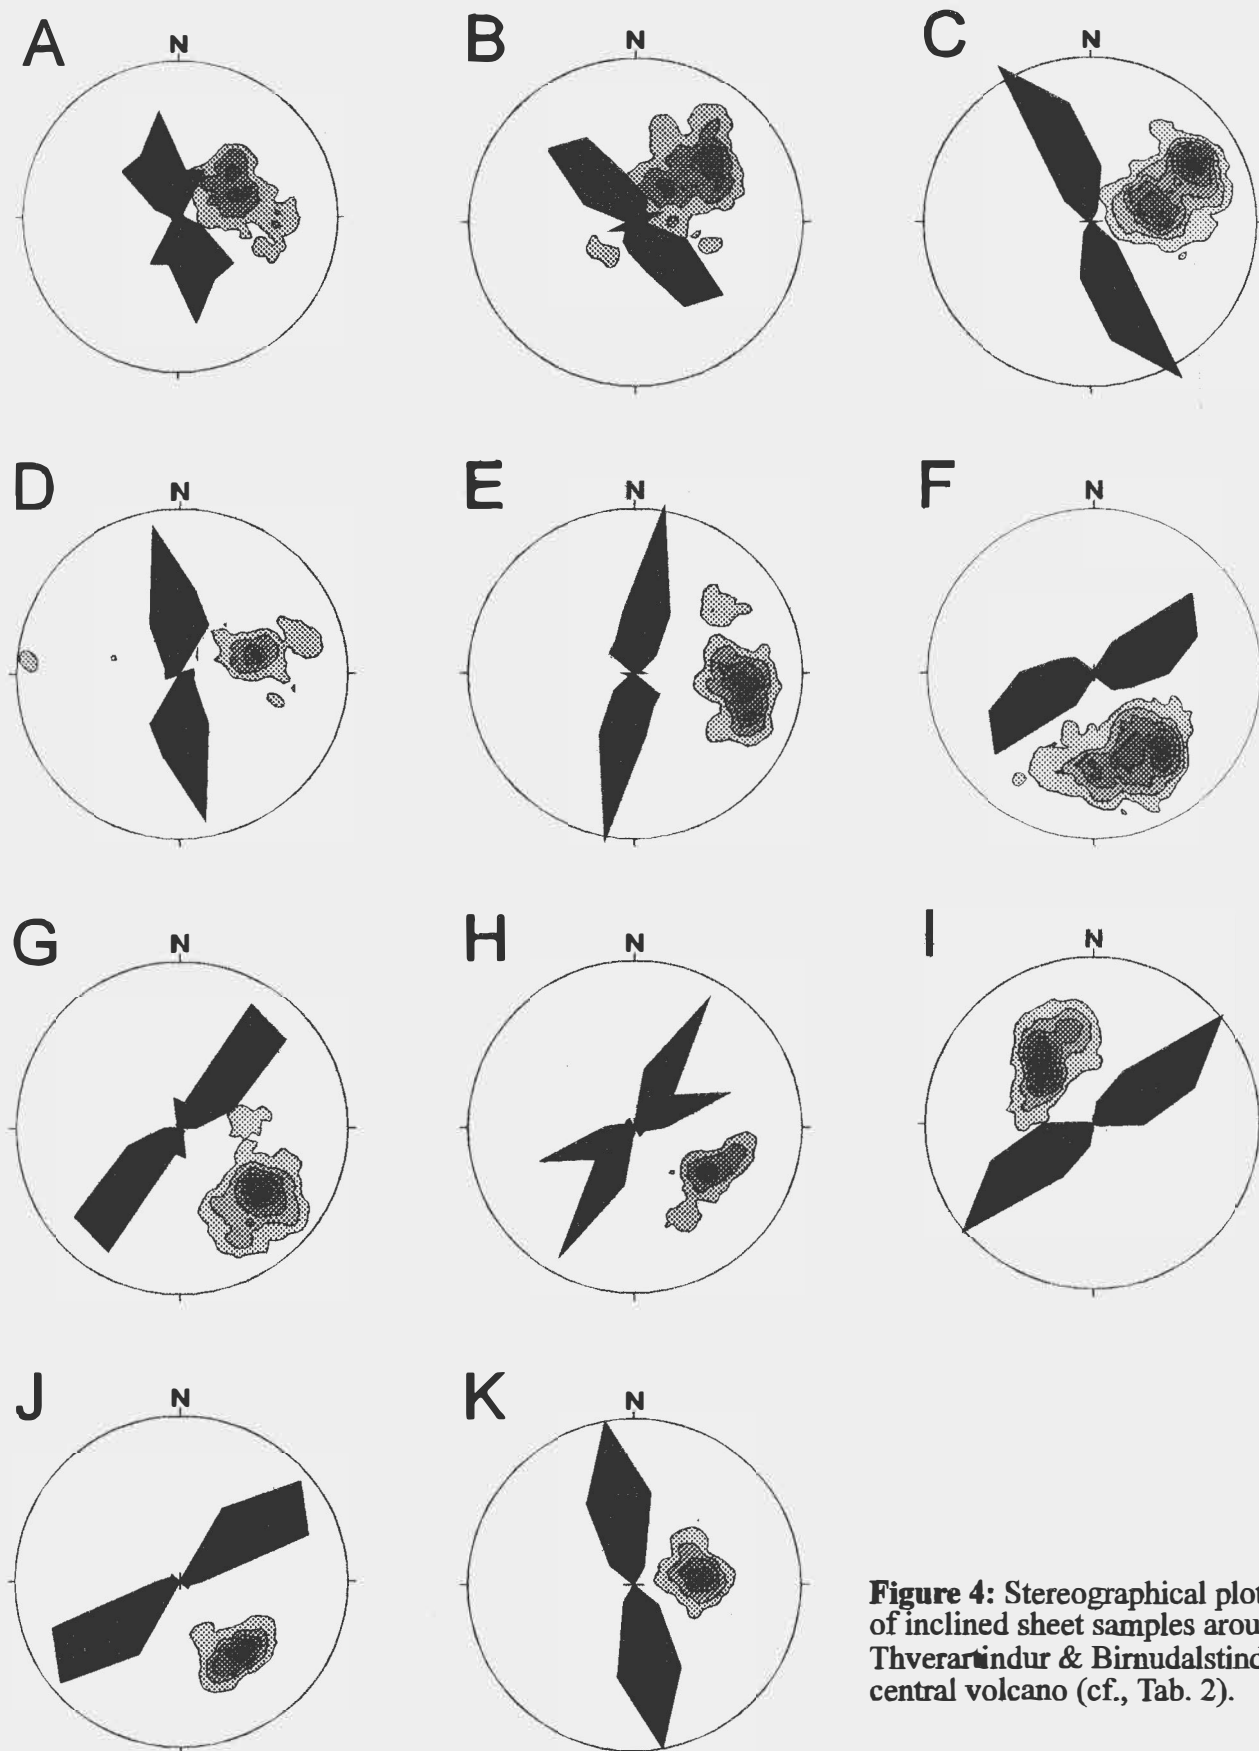 A
N
B
N
C
N
D
N
E
N
F
N
G
N
H
N
I
N
J
N
K
N
Figure 4: Stereographical plot
of inclined sheet samples arou
Thverartindur & Birnudalstind
central volcano (cf., Tab. 2).